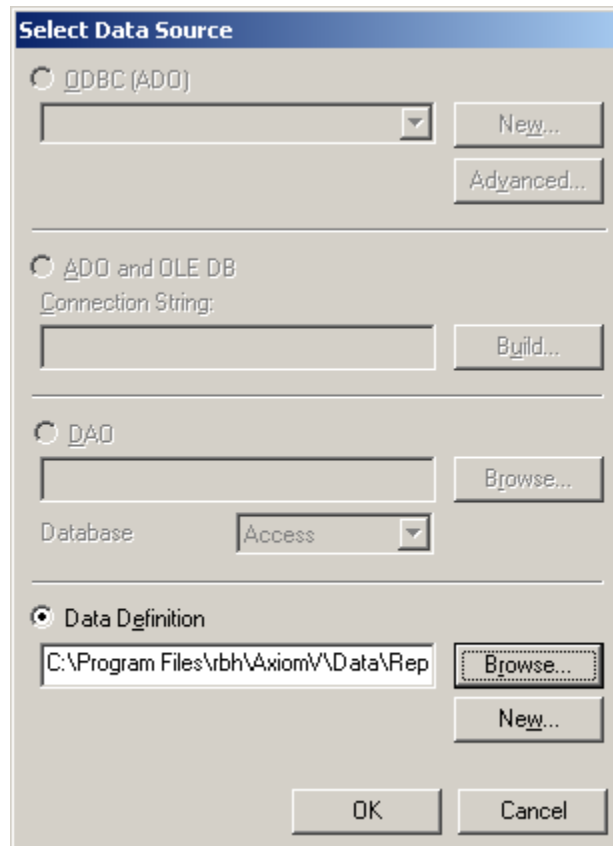 Select Data Source
ODBC (ADO)
New...
Advanced...
ADO and OLE DB
Connection String:
Build...
DAO
Browse...
Database Access
Data Definition
C:\Program Files\rbh\AxiomV\Data\Rep Browse...
New...
OK Cancel